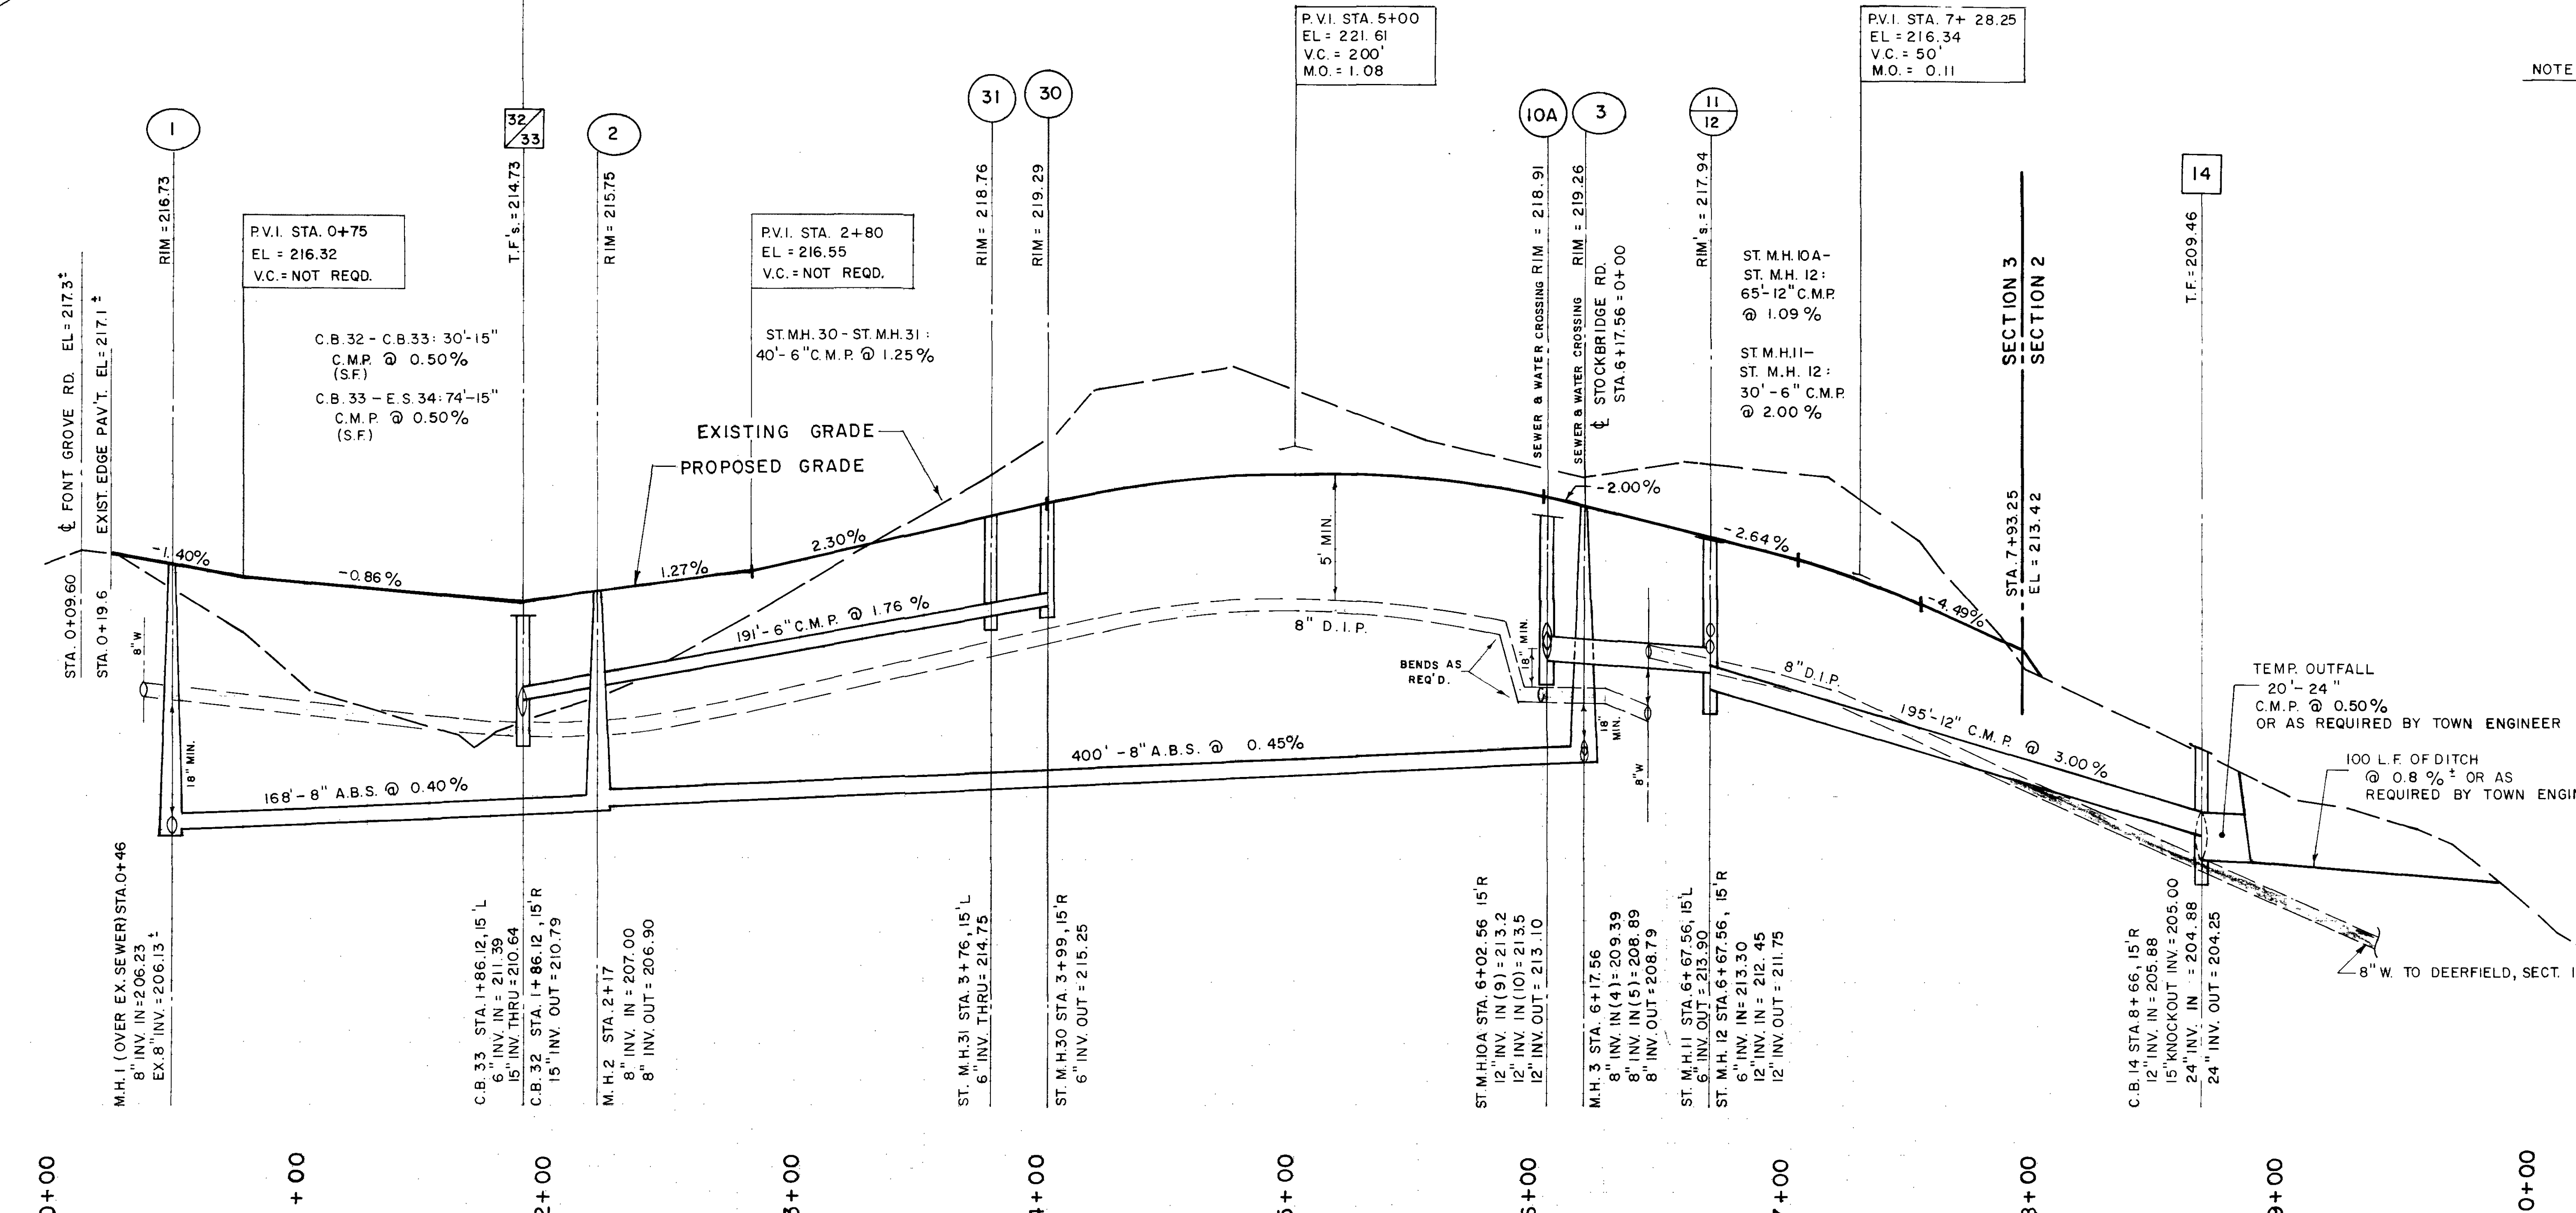 P.V.I. STA. 5+00
EL = 221.61
V.C. = 200'
M.O. = 1.08
P.V.I. STA. 7+ 28.25
EL = 216.34
V.C. = 50'
M.O. = 0.11
NOTE
1
32
33
2
31
30
10A
3
11
12
14
RIM = 216.73
T.F's. = 214.73
RIM = 215.75
RIM = 218.76
RIM = 219.29
SEWER & WATER CROSSING RIM = 218.91
SEWER & WATER CROSSING RIM = 219.26
℄ STOCKBRIDGE RD.
STA. 6+17.56 = 0+00
RIM's. = 217.94
T.F. = 209.46
P.V.I. STA. 0+75
EL = 216.32
V.C. = NOT REQD.
P.V.I. STA. 2+80
EL = 216.55
V.C. = NOT REQD.
STA. 0+09.60 ℄ FONT GROVE RD. EL = 217.3±
STA. 0+19.6 EXIST. EDGE PAV'T. EL = 217.1 ±
C.B. 32 - C.B. 33: 30'-15"
C.M.P. @ 0.50%
(S.F.)
C.B. 33 - E.S. 34: 74'-15"
C.M.P. @ 0.50%
(S.F.)
ST. M.H. 30 - ST. M.H. 31:
40'- 6" C.M.P. @ 1.25%
ST. M.H. 10A-
ST. M.H. 12:
65'-12" C.M.P.
@ 1.09 %
ST. M.H. 11-
ST. M.H. 12:
30'-6" C.M.P.
@ 2.00 %
SECTION 3
SECTION 2
STA. 7+93.25
EL = 213.42
EXISTING GRADE
PROPOSED GRADE
-1.40%
-0.86%
1.27%
2.30%
-2.00%
-2.64%
-4.49%
5' MIN.
8"W
18" MIN.
191'-6" C.M.P. @ 1.76 %
8" D.I.P.
BENDS AS
REQ'D.
18" MIN.
18"
MIN.
8"W
8" D.I.P.
195'-12" C.M.P. @ 3.00 %
168'-8" A.B.S. @ 0.40%
400'-8" A.B.S. @ 0.45%
TEMP. OUTFALL
20'-24"
C.M.P. @ 0.50%
OR AS REQUIRED BY TOWN ENGINEER
100 L.F. OF DITCH
@ 0.8 %± OR AS
REQUIRED BY TOWN ENGIN
8" W. TO DEERFIELD, SECT. 1
M.H. 1 (OVER EX. SEWER) STA. 0+46
8" INV. IN = 206.23
EX. 8" INV. = 206.13 ±
C.B. 33 STA. 1+86.12, 15'L
6" INV. IN = 211.39
15" INV. THRU = 210.64
C.B. 32 STA. 1+86.12, 15'R
15" INV. OUT = 210.79
M.H. 2 STA. 2+17
8" INV. IN = 207.00
8" INV. OUT = 206.90
ST. M.H. 31 STA. 3+76, 15'L
6" INV. THRU = 214.75
ST. M.H. 30 STA. 3+99, 15'R
6" INV. OUT = 215.25
ST. M.H. 10A STA. 6+02.56 15'R
12" INV. IN (9) = 213.2
12" INV. IN (10) = 213.5
12" INV. OUT = 213.10
M.H. 3 STA. 6+17.56
8" INV. IN (4) = 209.39
8" INV. IN (5) = 208.89
8" INV. OUT = 208.79
ST. M.H. 11 STA. 6+67.56, 15'L
6" INV. OUT = 213.90
ST. M.H. 12 STA. 6+67.56, 15'R
6" INV. IN = 213.30
12" INV. IN = 212.45
12" INV. OUT = 211.75
C.B. 14 STA. 8+66, 15'R
12" INV. IN = 205.88
15" KNOCKOUT INV. = 205.00
24" INV. IN = 204.88
24" INV. OUT = 204.25
0+00
+00
2+00
3+00
4+00
5+00
6+00
7+00
8+00
9+00
0+00